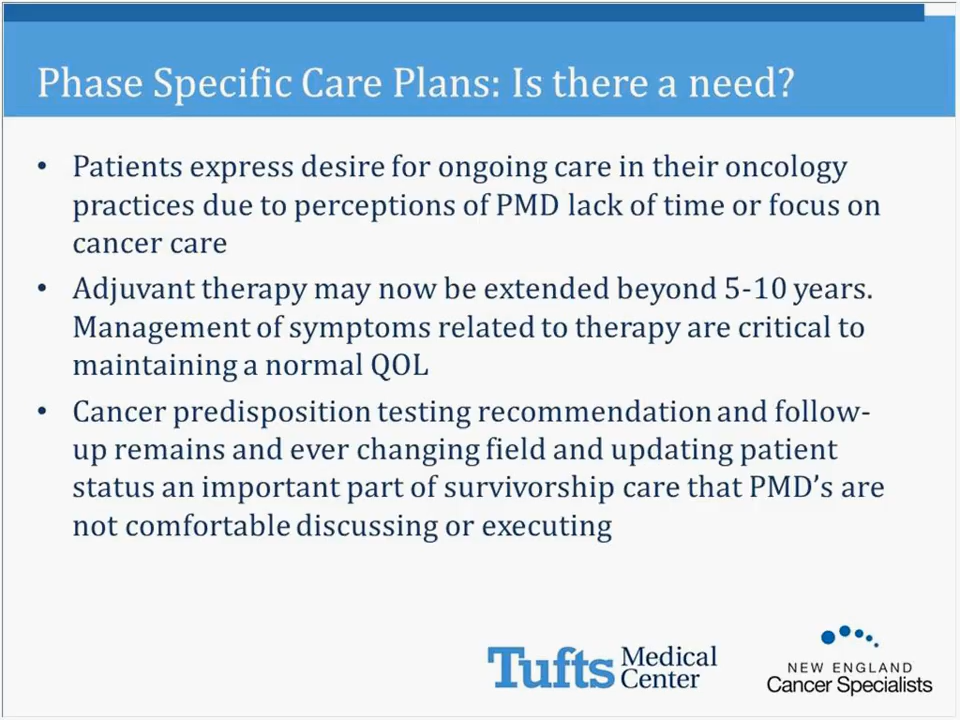 Phase Specific Care Plans: Is there a need?
• Patients express desire for ongoing care in their oncology
practices due to perceptions of PMD lack of time or focus on
cancer care
• Adjuvant therapy may now be extended beyond 5-10 years.
Management of symptoms related to therapy are critical to
maintaining a normal QOL
• Cancer predisposition testing recommendation and follow-
up remains and ever changing field and updating patient
status an important part of survivorship care that PMD’s are
not comfortable discussing or executing
Tufts Medical
Center
NEW ENGLAND
Cancer Specialists